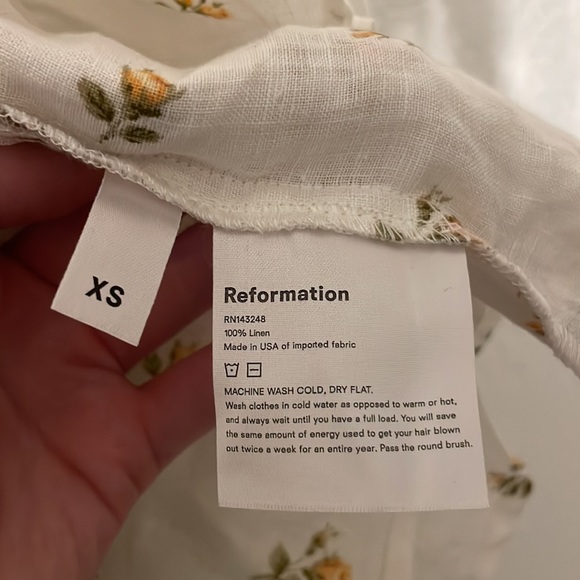 XS
Reformation
RN143248
100% Linen
Made in USA of imported fabric
MACHINE WASH COLD, DRY FLAT.
Wash clothes in cold water as opposed to warm or hot,
and always wait until you have a full load. You will save
the same amount of energy used to get your hair blown
out twice a week for an entire year. Pass the round brush.